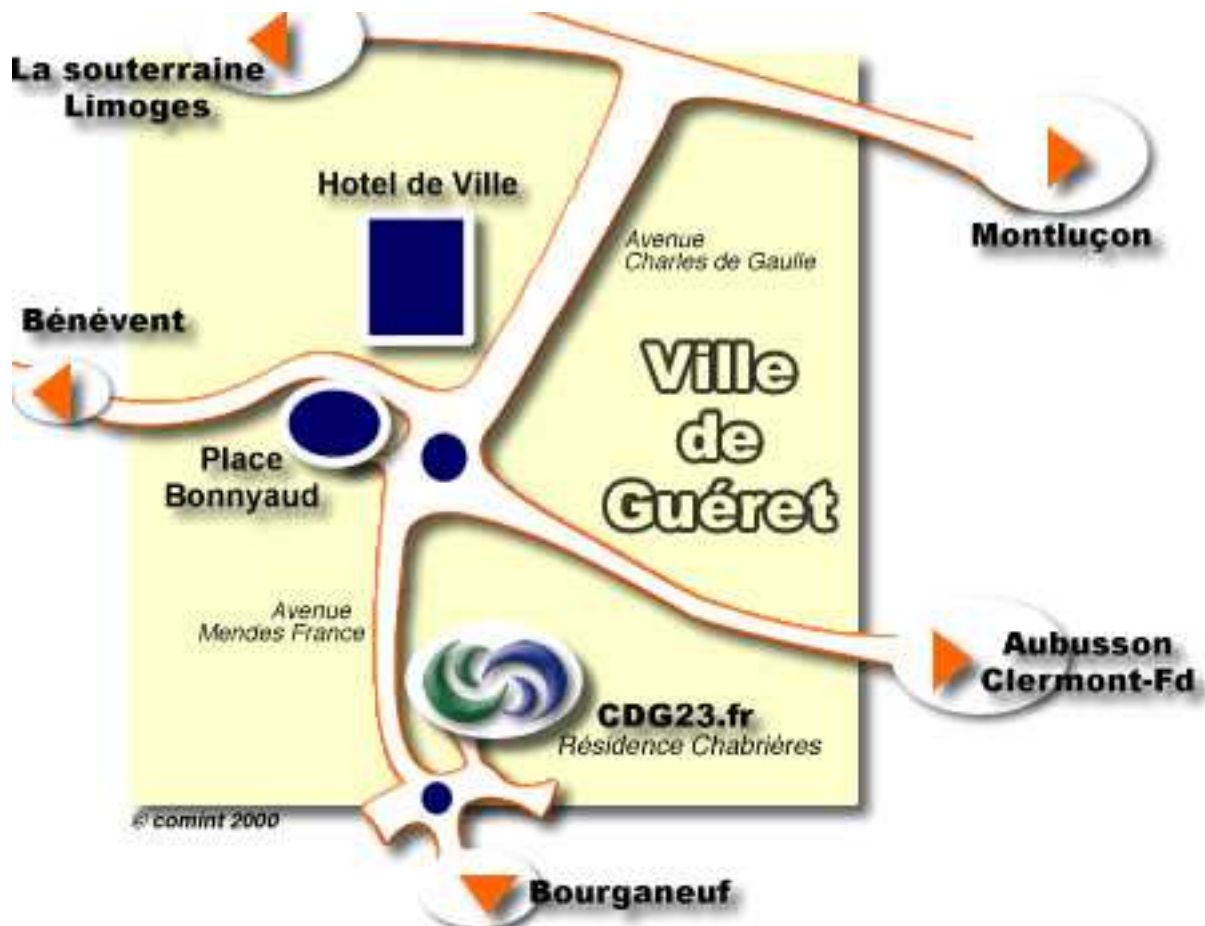 La souterraine
Limoges
Hotel de Ville
Avenue
Charles de Gaulle
Montluçon
Bénévent
Ville
de
Guéret
Place
Bonnyaud
Avenue
Mendes France
Aubusson
Clermont-Fd
CDG23.fr
Résidence Chabrières
© comint 2000
Bourganeuf